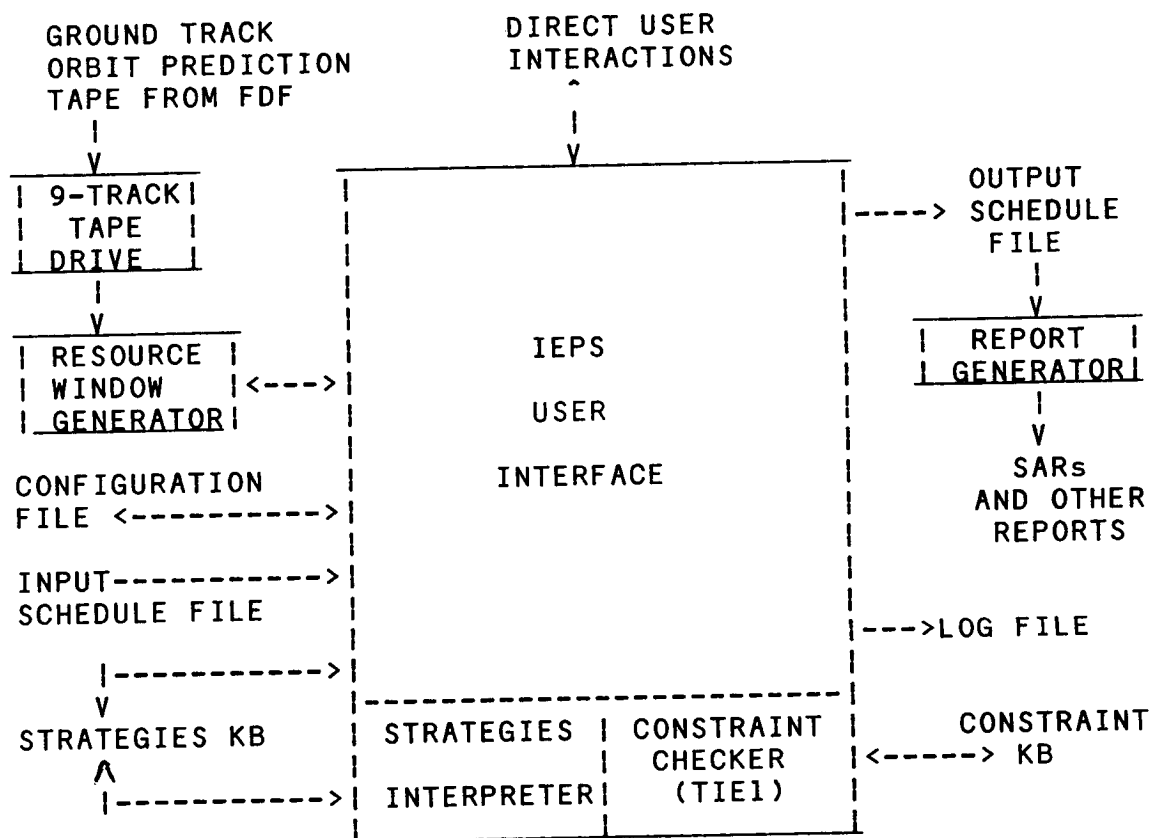 GROUND TRACK
ORBIT PREDICTION
TAPE FROM FDF
DIRECT USER
INTERACTIONS
9-TRACK
TAPE
DRIVE
RESOURCE
WINDOW
GENERATOR
CONFIGURATION
FILE
INPUT
SCHEDULE FILE
STRATEGIES KB
IEPS
USER
INTERFACE
STRATEGIES
INTERPRETER
CONSTRAINT
CHECKER
(TIE1)
OUTPUT
SCHEDULE
FILE
REPORT
GENERATOR
SARs
AND OTHER
REPORTS
LOG FILE
CONSTRAINT
KB